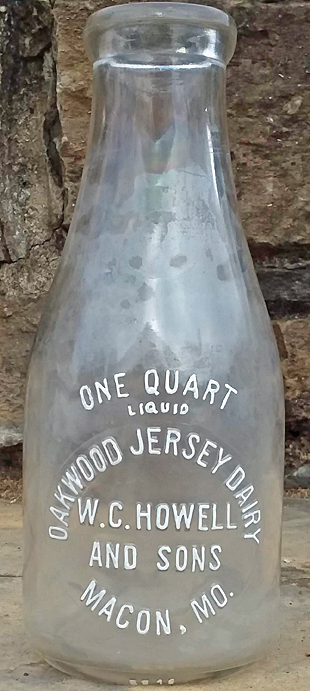 ONE QUART
LIQUID
OAKWOOD JERSEY DAIRY
W.C. HOWELL
AND SONS
MACON, MO.